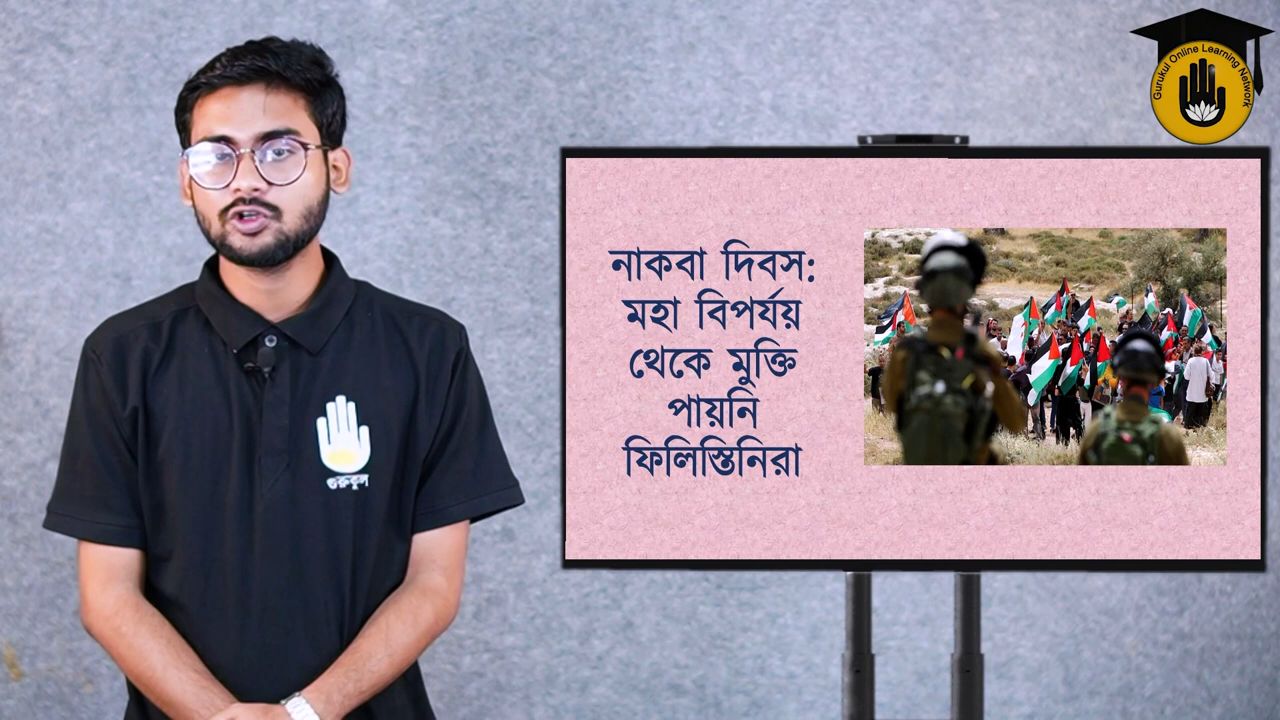 Gurukul Online Learning Network
নাকবা দিবস:
মহা বিপর্যয়
থেকে মুক্তি
পায়নি
ফিলিস্তিনিরা
গুরুকুল